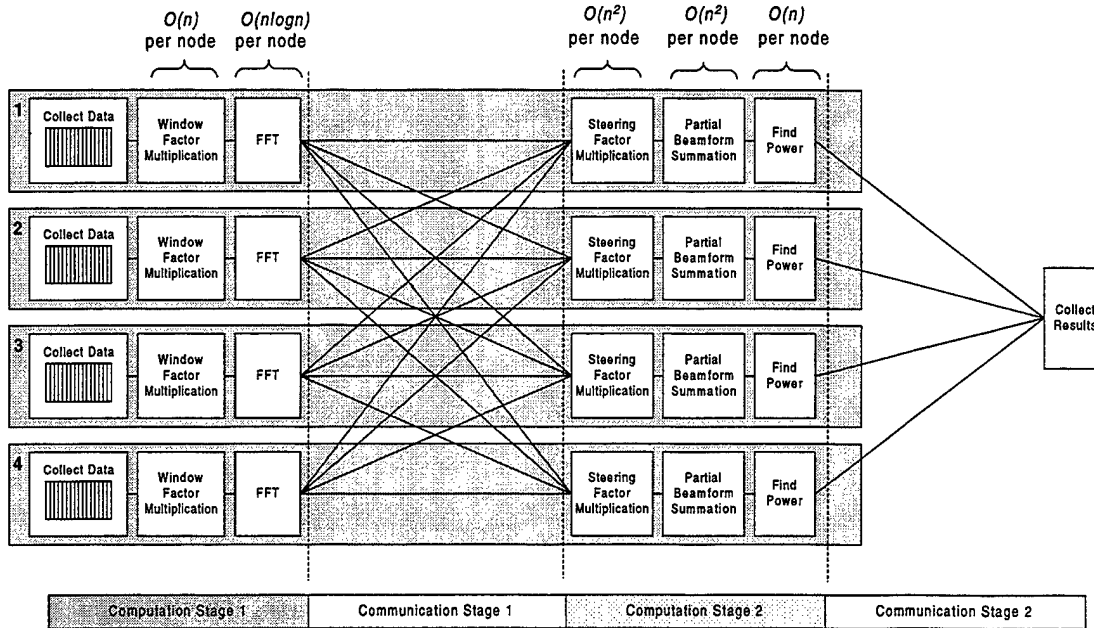 O(n)
per node
O(nlogn)
per node
O(n²)
per node
O(n²)
per node
O(n)
per node
1
Collect Data
Window
Factor
Multiplication
FFT
Steering
Factor
Multiplication
Partial
Beamform
Summation
Find
Power
2
Collect Data
Window
Factor
Multiplication
FFT
Steering
Factor
Multiplication
Partial
Beamform
Summation
Find
Power
3
Collect Data
Window
Factor
Multiplication
FFT
Steering
Factor
Multiplication
Partial
Beamform
Summation
Find
Power
4
Collect Data
Window
Factor
Multiplication
FFT
Steering
Factor
Multiplication
Partial
Beamform
Summation
Find
Power
Collect
Results
Computation Stage 1
Communication Stage 1
Computation Stage 2
Communication Stage 2